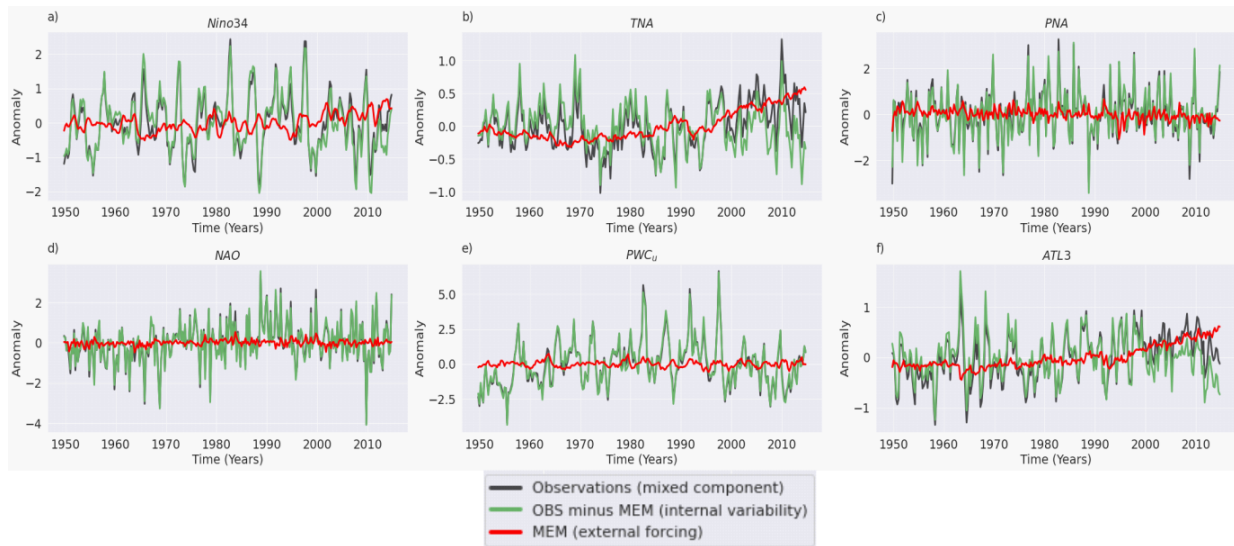 a) Nino34
Anomaly
2
1
0
−1
−2
1950 1960 1970 1980 1990 2000 2010
Time (Years)
b) TNA
Anomaly
1.0
0.5
0.0
−0.5
−1.0
1950 1960 1970 1980 1990 2000 2010
Time (Years)
c) PNA
Anomaly
2
0
−2
1950 1960 1970 1980 1990 2000 2010
Time (Years)
d) NAO
Anomaly
2
0
−2
−4
1950 1960 1970 1980 1990 2000 2010
Time (Years)
e) PWCu
Anomaly
5.0
2.5
0.0
−2.5
1950 1960 1970 1980 1990 2000 2010
Time (Years)
f) ATL3
Anomaly
1
0
−1
1950 1960 1970 1980 1990 2000 2010
Time (Years)
Observations (mixed component)
OBS minus MEM (internal variability)
MEM (external forcing)